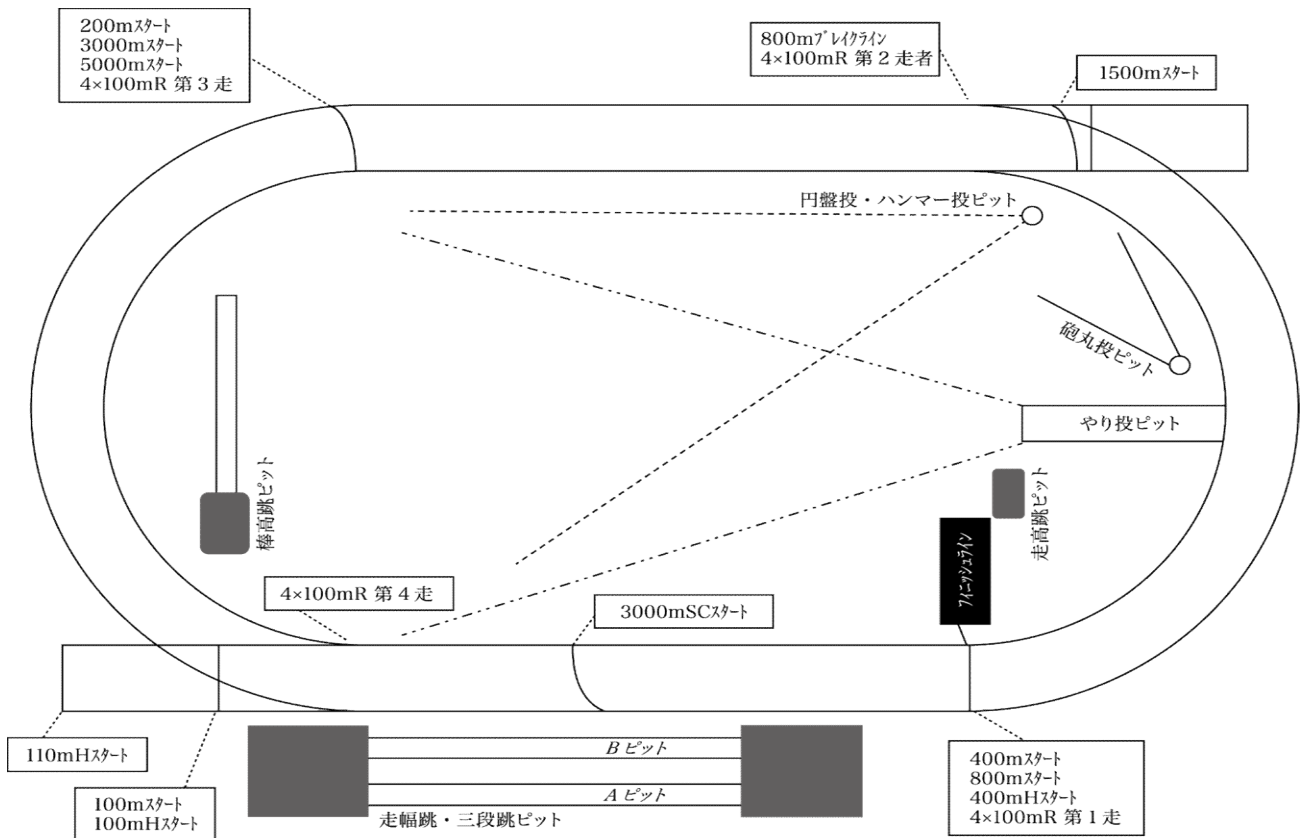 200mｽﾀｰﾄ
3000mｽﾀｰﾄ
5000mｽﾀｰﾄ
4×100mR 第３走
800mﾌﾞﾚｲｸﾗｲﾝ
4×100mR 第２走者
1500mｽﾀｰﾄ
円盤投・ハンマー投ピット
砲丸投ピット
やり投ピット
棒高跳ピット
走高跳ピット
ﾌｨﾆｯｼｭﾗｲﾝ
4×100mR 第４走
3000mSCｽﾀｰﾄ
110mHｽﾀｰﾄ
100mｽﾀｰﾄ
100mHｽﾀｰﾄ
Bピット
Aピット
走幅跳・三段跳ピット
400mｽﾀｰﾄ
800mｽﾀｰﾄ
400mHｽﾀｰﾄ
4×100mR 第１走